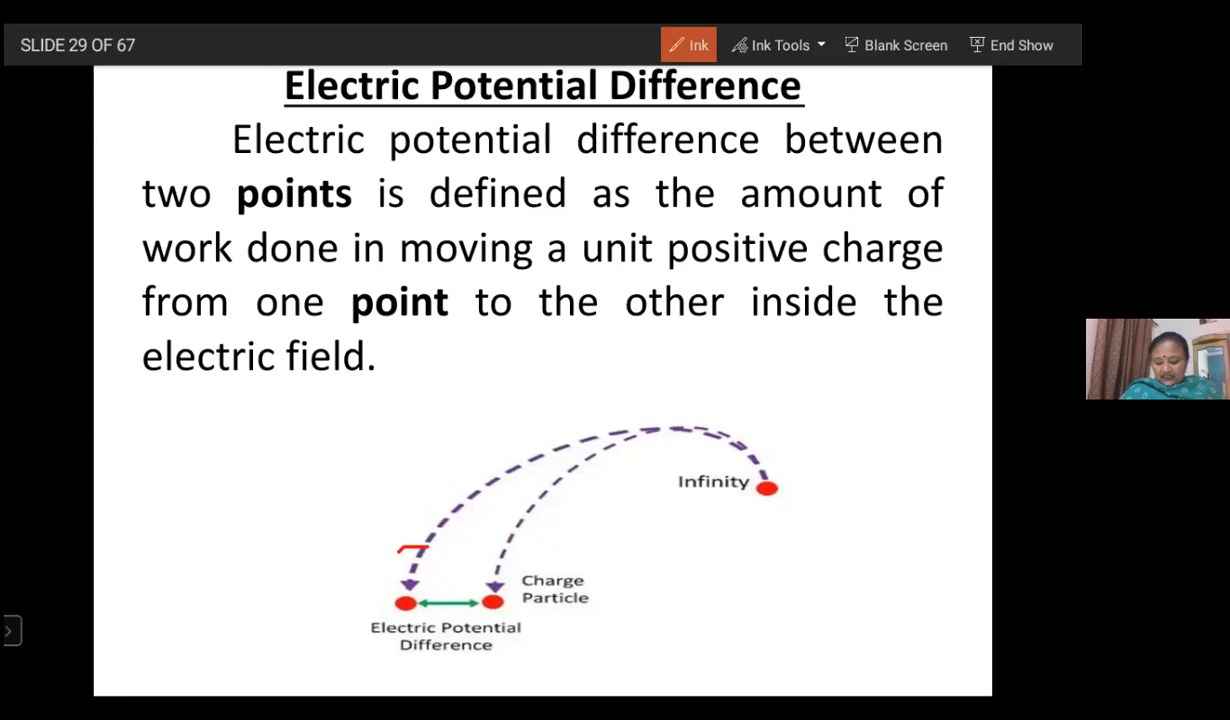 SLIDE 29 OF 67
Ink
Ink Tools
Blank Screen
End Show
Electric Potential Difference
Electric potential difference between
two points is defined as the amount of
work done in moving a unit positive charge
from one point to the other inside the
electric field.
Infinity
Charge
Particle
Electric Potential
Difference